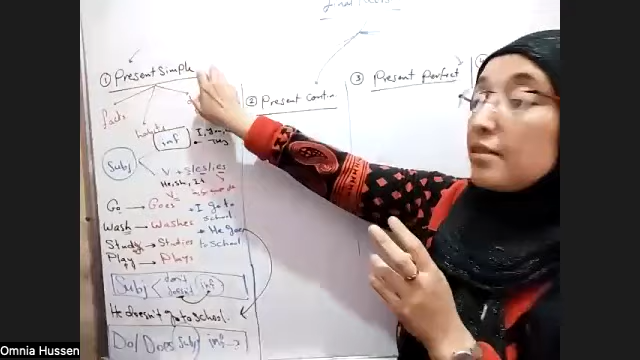 ① Present Simple
② Present Contin
③ Present Perfect
facts
habits
inf
I, you, we
They
Subj
V + s/es/ies
He, she, It
Go → Goes
Wash → Washes
Study → Studies
Play → Plays
• I go to school
• He goes to school
Subj
don't
doesn't
inf
He doesn't go to school.
Do/Does Subj inf...?
Omnia Hussen